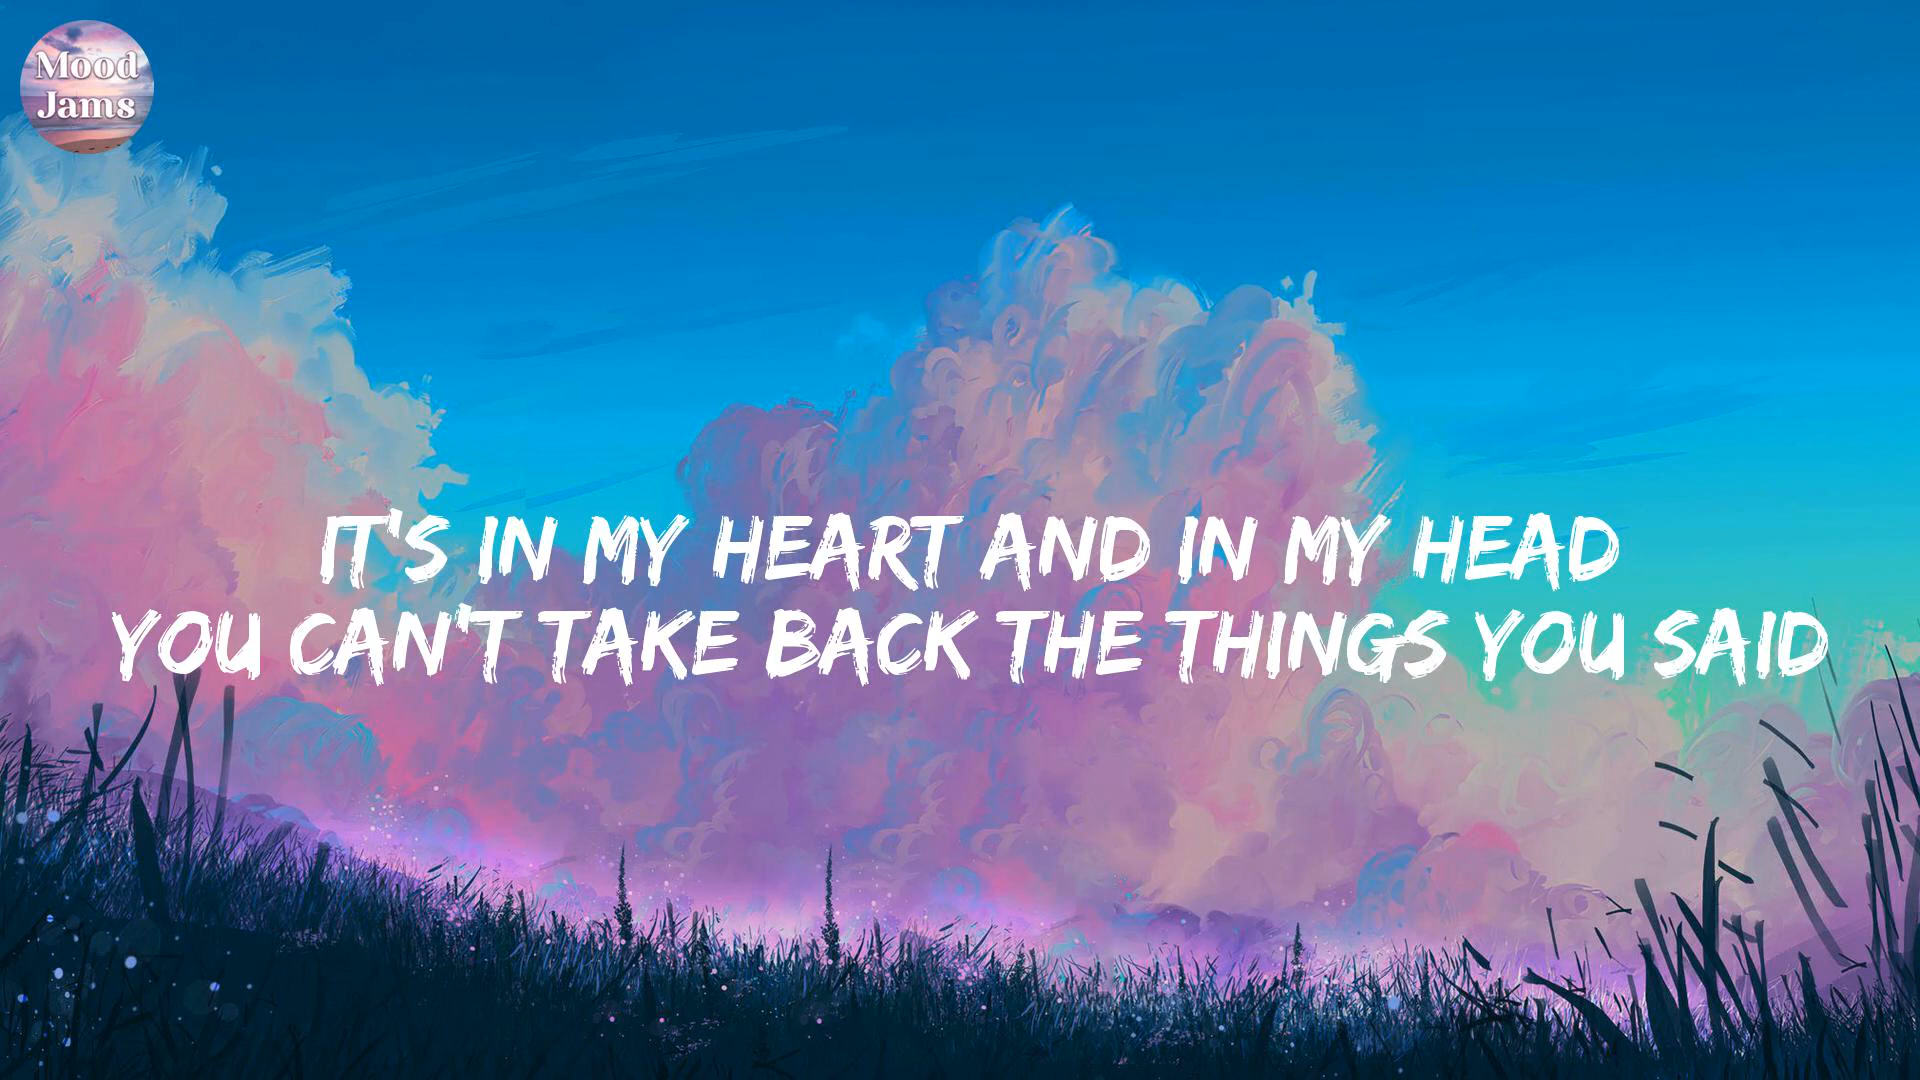 Mood
Jams
IT'S IN MY HEART AND IN MY HEAD
YOU CAN'T TAKE BACK THE THINGS YOU SAID